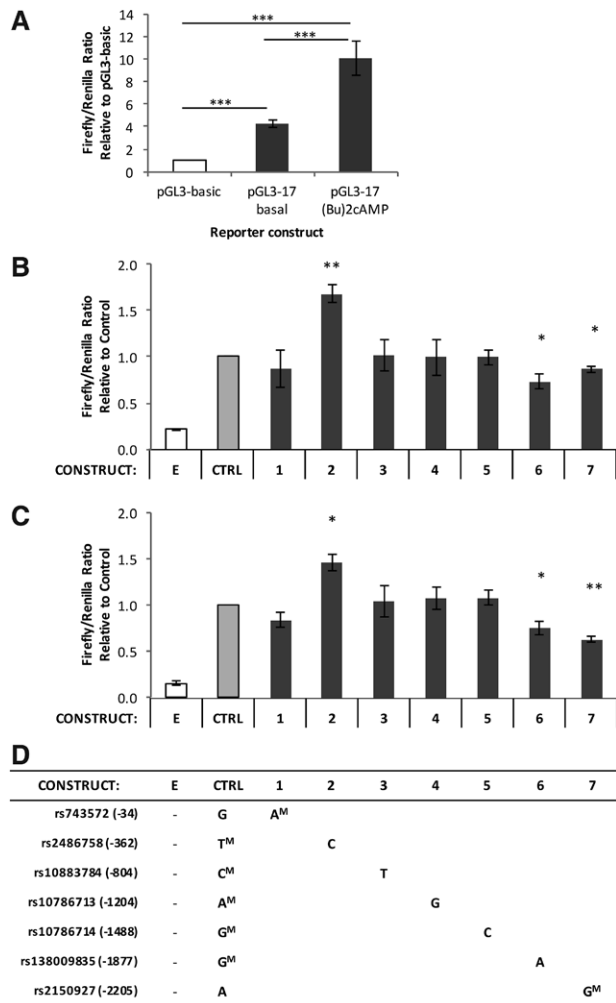 A
Firefly/Renilla Ratio
Relative to pGL3-basic
16
14
12
10
8
6
4
2
0
***
***
***
pGL3-basic
pGL3-17
basal
pGL3-17
(Bu)2cAMP
Reporter construct
B
Firefly/Renilla Ratio
Relative to Control
2.0
1.5
1.0
0.5
0.0
**
*
*
CONSTRUCT: E CTRL 1 2 3 4 5 6 7
C
Firefly/Renilla Ratio
Relative to Control
2.0
1.5
1.0
0.5
0.0
*
*
**
CONSTRUCT: E CTRL 1 2 3 4 5 6 7
D
CONSTRUCT: E CTRL 1 2 3 4 5 6 7
rs743572 (-34) - G Aᴹ
rs2486758 (-362) - Tᴹ C
rs10883784 (-804) - Cᴹ T
rs10786713 (-1204) - Aᴹ G
rs10786714 (-1488) - Gᴹ C
rs138009835 (-1877) - Gᴹ A
rs2150927 (-2205) - A Gᴹ